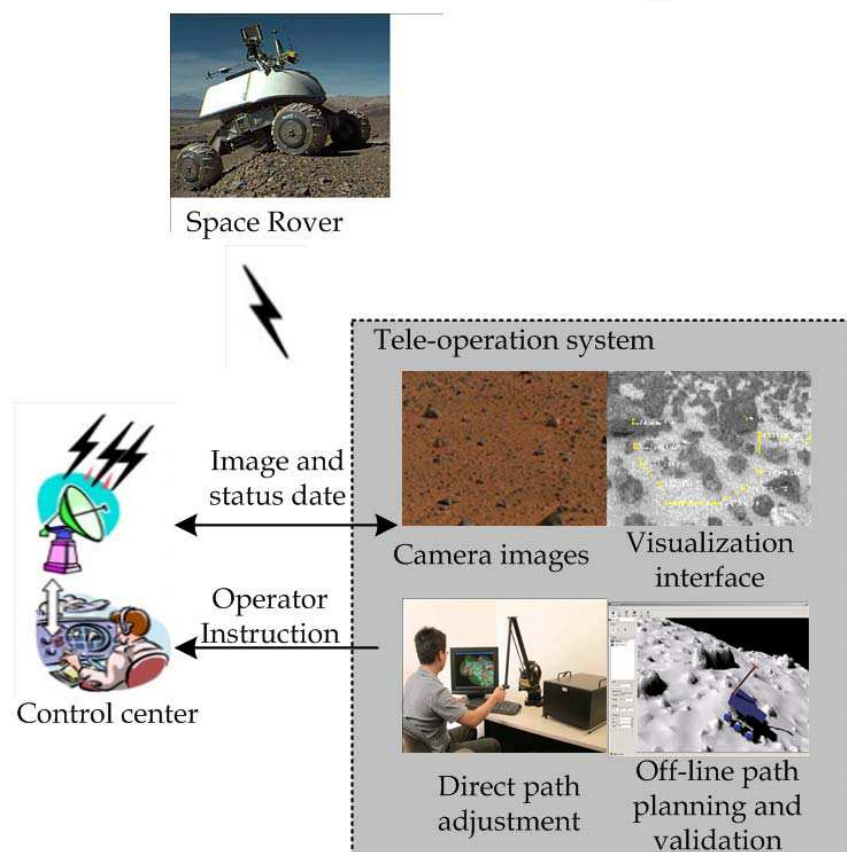 Space Rover
Tele-operation system
Image and
status date
Camera images
Visualization
interface
Operator
Instruction
Control center
Direct path
adjustment
Off-line path
planning and
validation